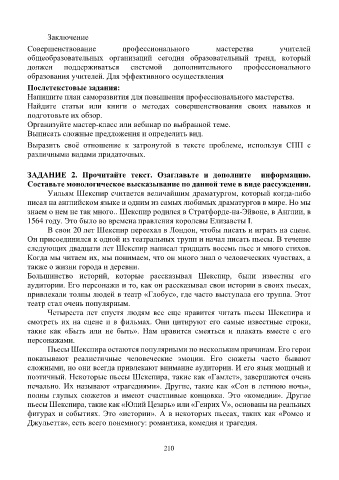 Заключение
Совершенствование профессионального мастерства учителей
общеобразовательных организаций сегодня образовательный тренд, который
должен поддерживаться системой дополнительного профессионального
образования учителей. Для эффективного осуществления
Послетекстовые задания:
Напишите план саморазвития для повышения профессионального мастерства.
Найдите статьи или книги о методах совершенствования своих навыков и
подготовьте их обзор.
Организуйте мастер-класс или вебинар по выбранной теме.
Выписать сложные предложения и определить вид.
Выразить своё отношение к затронутой в тексте проблеме, используя СПП с
различными видами придаточных.
ЗАДАНИЕ 2. Прочитайте текст. Озаглавьте и дополните информацию.
Составьте монологическое высказывание по данной теме в виде рассуждения.
Уильям Шекспир считается величайшим драматургом, который когда-либо
писал на английском языке и одним из самых любимых драматургов в мире. Но мы
знаем о нем не так много.. Шекспир родился в Стратфорде-на-Эйвоне, в Англии, в
1564 году. Это было во времена правления королевы Елизаветы I.
В свои 20 лет Шекспир переехал в Лондон, чтобы писать и играть на сцене.
Он присоединился к одной из театральных трупп и начал писать пьесы. В течение
следующих двадцати лет Шекспир написал тридцать восемь пьес и много стихов.
Когда мы читаем их, мы понимаем, что он много знал о человеческих чувствах, а
также о жизни города и деревни.
Большинство историй, которые рассказывал Шекспир, были известны его
аудитории. Его персонажи и то, как он рассказывал свои истории в своих пьесах,
привлекали толпы людей в театр «Глобус», где часто выступала его труппа. Этот
театр стал очень популярным.
Четыреста лет спустя людям все еще нравится читать пьесы Шекспира и
смотреть их на сцене и в фильмах. Они цитируют его самые известные строки,
такие как «Быть или не быть». Нам нравится смеяться и плакать вместе с его
персонажами.
Пьесы Шекспира остаются популярными по нескольким причинам. Его герои
показывают реалистичные человеческие эмоции. Его сюжеты часто бывают
сложными, но они всегда привлекают внимание аудитории. И его язык мощный и
поэтичный. Некоторые пьесы Шекспира, такие как «Гамлет», завершаются очень
печально. Их называют «трагедиями». Другие, такие как «Сон в летнюю ночь»,
полны глупых сюжетов и имеют счастливые концовки. Это «комедии». Другие
пьесы Шекспира, такие как «Юлий Цезарь» или «Генрих V», основаны на реальных
фигурах и событиях. Это «истории». А в некоторых пьесах, таких как «Ромео и
Джульетта», есть всего понемногу: романтика, комедия и трагедия.
210